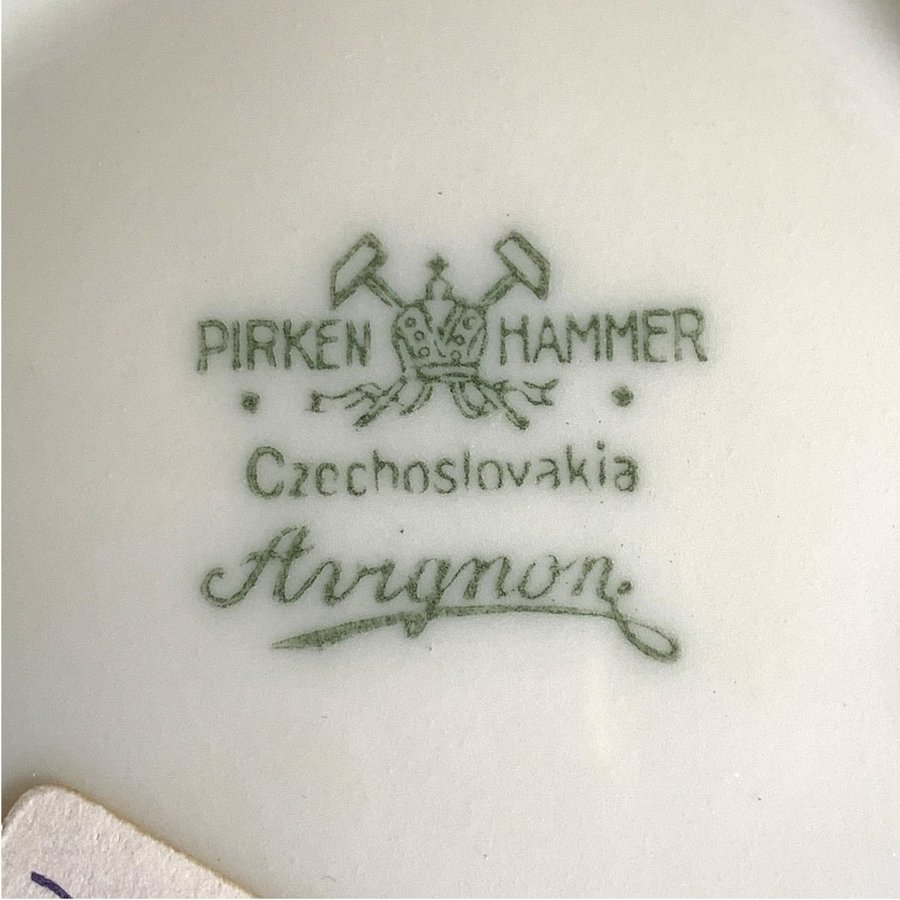 PIRKEN HAMMER
Czechoslovakia
Avignon.